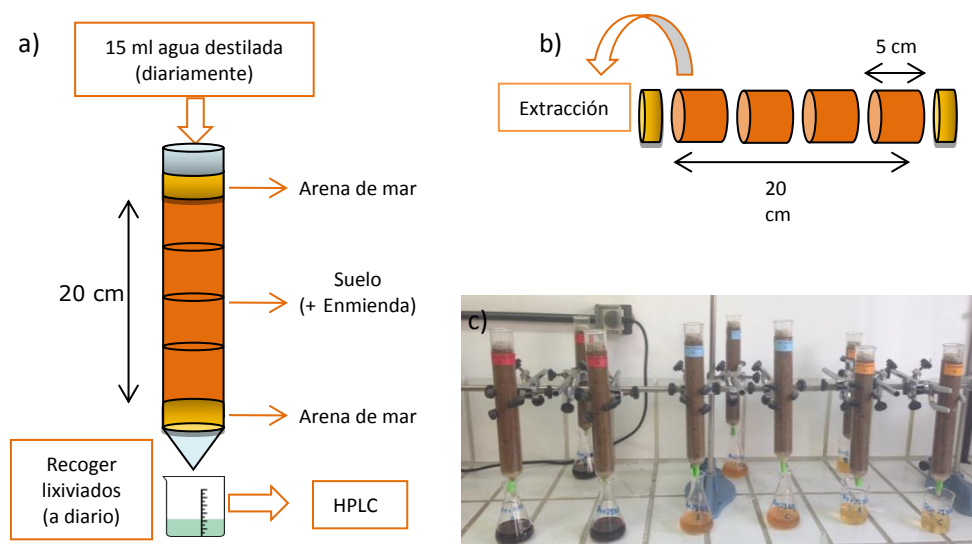 a)
15 ml agua destilada
(diariamente)
Arena de mar
20 cm
Suelo
(+ Enmienda)
Arena de mar
Recoger
lixiviados
(a diario)
HPLC
b)
5 cm
Extracción
20
cm
c)